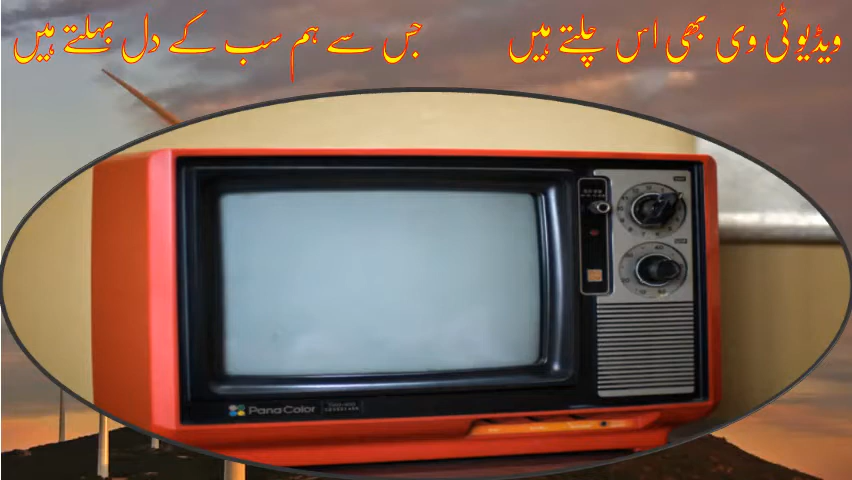 ویڈیو ٹی وی بھی اس چلتے ہیں جس سے ہم سب کے دل بہلتے ہیں
PanaColor